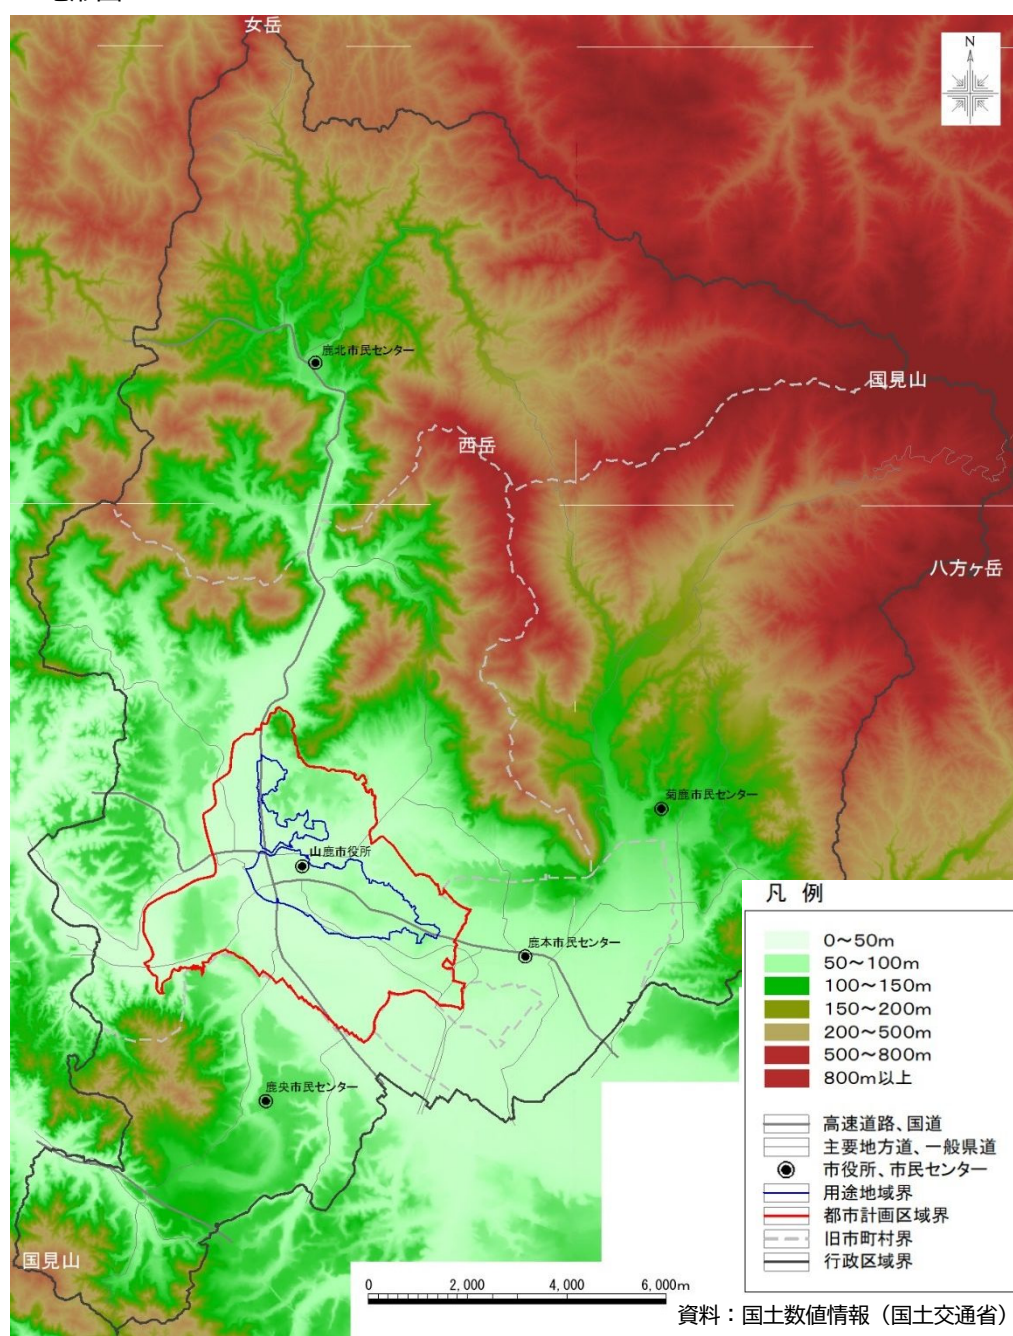 女岳
N
鹿北市民センター
国見山
西岳
八方ヶ岳
菊鹿市民センター
山鹿市役所
鹿本市民センター
鹿央市民センター
国見山
凡 例
0～50m
50～100m
100～150m
150～200m
200～500m
500～800m
800m以上
高速道路、国道
主要地方道、一般県道
市役所、市民センター
用途地域界
都市計画区域界
旧市町村界
行政区域界
0 2,000 4,000 6,000m
資料：国土数値情報（国土交通省）